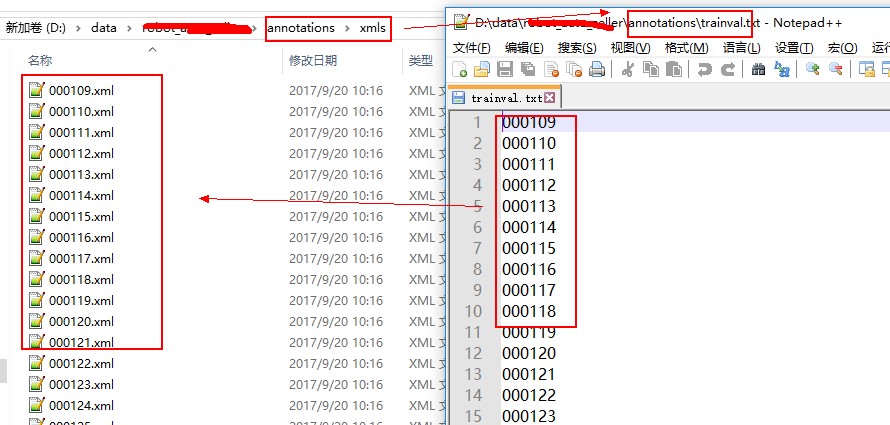 新加卷 (D:) › data › › annotations › xmls
名称 修改日期
000109.xml 2017/9/20 10:16 XML 文
000110.xml 2017/9/20 10:16 XML 文
000111.xml 2017/9/20 10:16 XML 文
000112.xml 2017/9/20 10:16 XML 文
000113.xml 2017/9/20 10:16 XML 文
000114.xml 2017/9/20 10:16 XML 文
000115.xml 2017/9/20 10:16 XML 文
000116.xml 2017/9/20 10:16 XML 文
000117.xml 2017/9/20 10:16 XML 文
000118.xml 2017/9/20 10:16 XML 文
000119.xml 2017/9/20 10:16 XML 文
000120.xml 2017/9/20 10:16 XML 文
000121.xml 2017/9/20 10:16 XML 文
000122.xml 2017/9/20 10:16 XML 文
000123.xml 2017/9/20 10:16 XML 文
000124.xml 2017/9/20 10:16 XML 文
000125.xml 2017/9/20 10:16 XML 文
D:\data\ \annotations\trainval.txt - Notepad++
文件(F) 编辑(E) 搜索(S) 视图(V) 格式(M) 语言(L) 设置(T) 宏(O) 运行
trainval.txt
1 000109
2 000110
3 000111
4 000112
5 000113
6 000114
7 000115
8 000116
9 000117
10 000118
11 000119
12 000120
13 000121
14 000122
15 000123